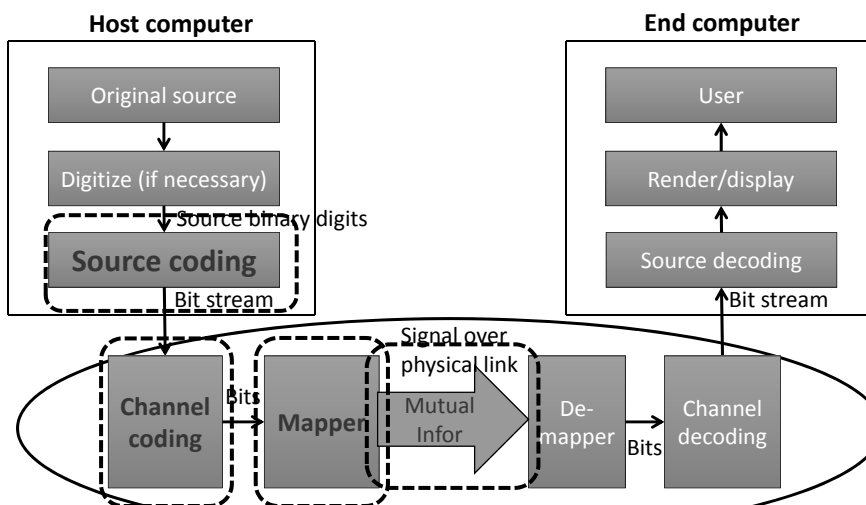 Host computer
End computer
Original source
User
Digitize (if necessary)
Render/display
Source binary digits
Source coding
Source decoding
Bit stream
Bit stream
Signal over
physical link
Channel
coding
Bits
Mapper
Mutual
Infor
De-
mapper
Bits
Channel
decoding